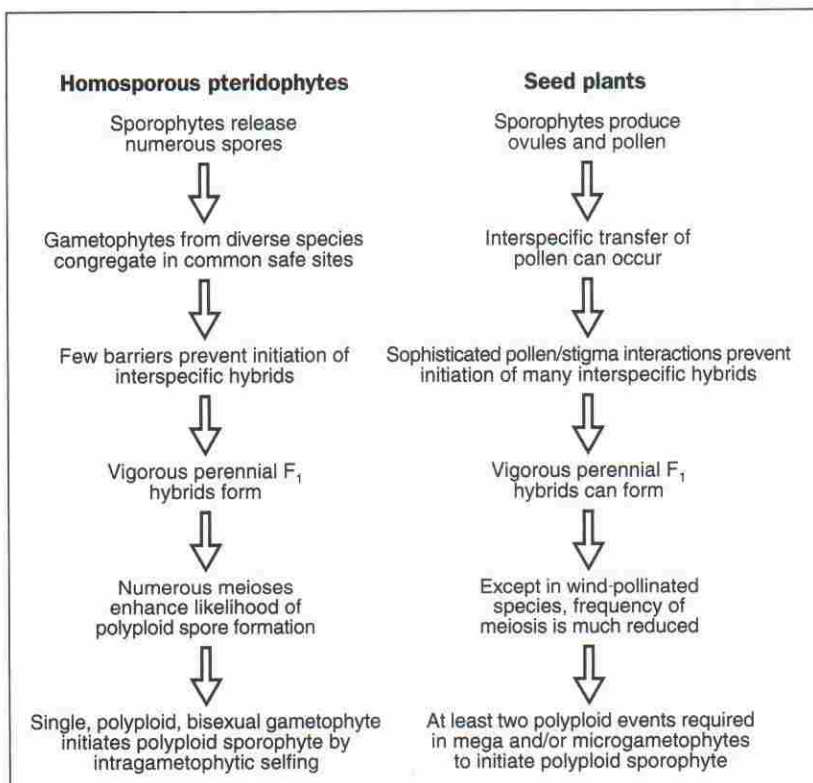 Homosporous pteridophytes
Sporophytes release
numerous spores
Gametophytes from diverse species
congregate in common safe sites
Few barriers prevent initiation of
interspecific hybrids
Vigorous perennial F₁
hybrids form
Numerous meioses
enhance likelihood of
polyploid spore formation
Single, polyploid, bisexual gametophyte
initiates polyploid sporophyte by
intragametophytic selfing
Seed plants
Sporophytes produce
ovules and pollen
Interspecific transfer of
pollen can occur
Sophisticated pollen/stigma interactions prevent
initiation of many interspecific hybrids
Vigorous perennial F₁
hybrids can form
Except in wind-pollinated
species, frequency of
meiosis is much reduced
At least two polyploid events required
in mega and/or microgametophytes
to initiate polyploid sporophyte